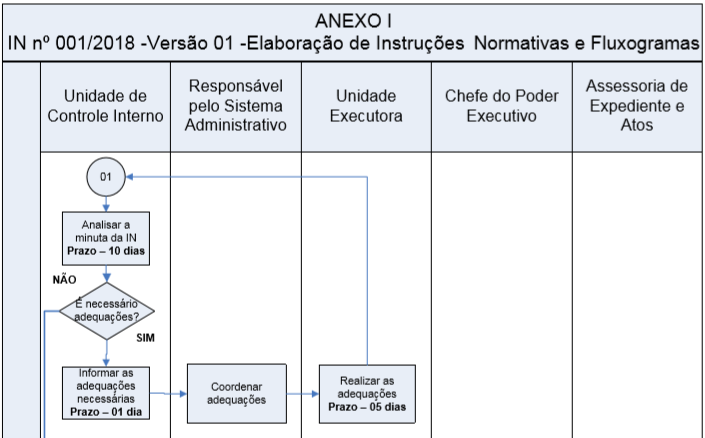 ANEXO I
IN nº 001/2018 -Versão 01 -Elaboração de Instruções Normativas e Fluxogramas
Unidade de
Controle Interno
Responsável
pelo Sistema
Administrativo
Unidade
Executora
Chefe do Poder
Executivo
Assessoria de
Expediente e
Atos
01
Analisar a
minuta da IN
Prazo – 10 dias
NÃO
É necessário
adequações?
SIM
Informar as
adequações
necessárias
Prazo – 01 dia
Coordenar
adequações
Realizar as
adequações
Prazo – 05 dias